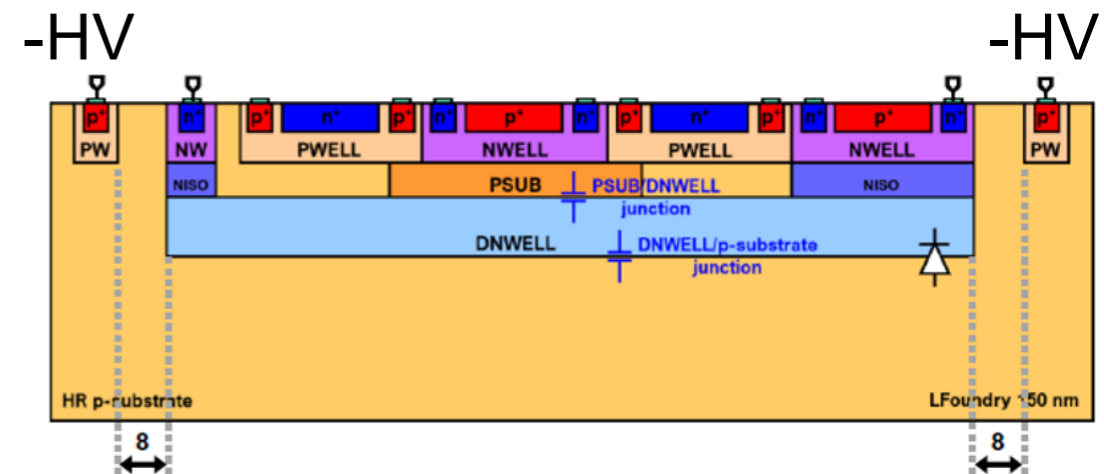 -HV -HV
p+ n+ p+ n+ p+ n+ p+ n+ p+ n+ p+ n+ p+ n+ p+
PW NW PWELL NWELL PWELL NWELL PW
NISO PSUB PSUB/DNWELL NISO
junction
DNWELL DNWELL/p-substrate
junction
HR p-substrate LFoundry 150 nm
8 8